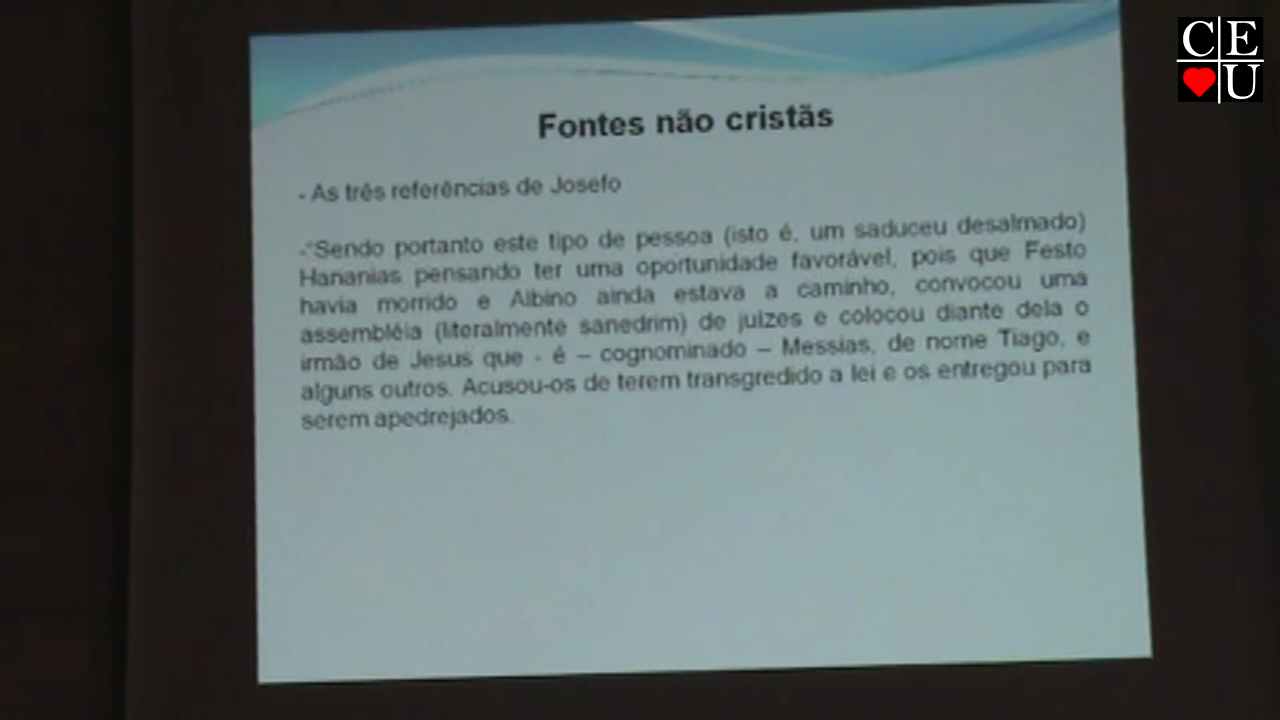 CE
U
Fontes não cristãs
- As três referências de Josefo
-"Sendo portanto este tipo de pessoa (isto é, um saduceu desalmado)
Hananias pensando ter uma oportunidade favorável, pois que Festo
havia morrido e Albino ainda estava a caminho, convocou uma
assembléia (literalmente sanedrim) de juízes e colocou diante dela o
irmão de Jesus que - é – cognominado – Messias, de nome Tiago, e
alguns outros. Acusou-os de terem transgredido a lei e os entregou para
serem apedrejados.